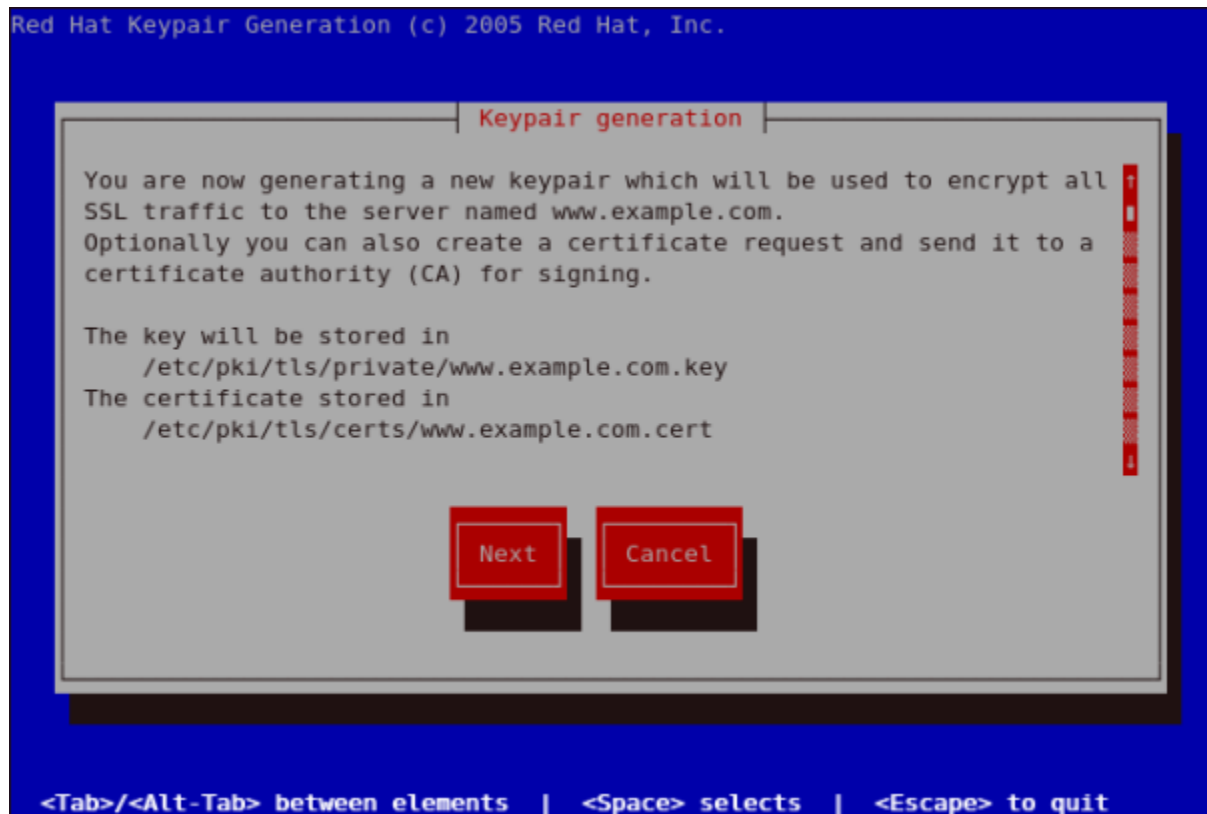 Red Hat Keypair Generation (c) 2005 Red Hat, Inc.
Keypair generation
You are now generating a new keypair which will be used to encrypt all
SSL traffic to the server named www.example.com.
Optionally you can also create a certificate request and send it to a
certificate authority (CA) for signing.
The key will be stored in
/etc/pki/tls/private/www.example.com.key
The certificate stored in
/etc/pki/tls/certs/www.example.com.cert
Next Cancel
<Tab>/<Alt-Tab> between elements | <Space> selects | <Escape> to quit